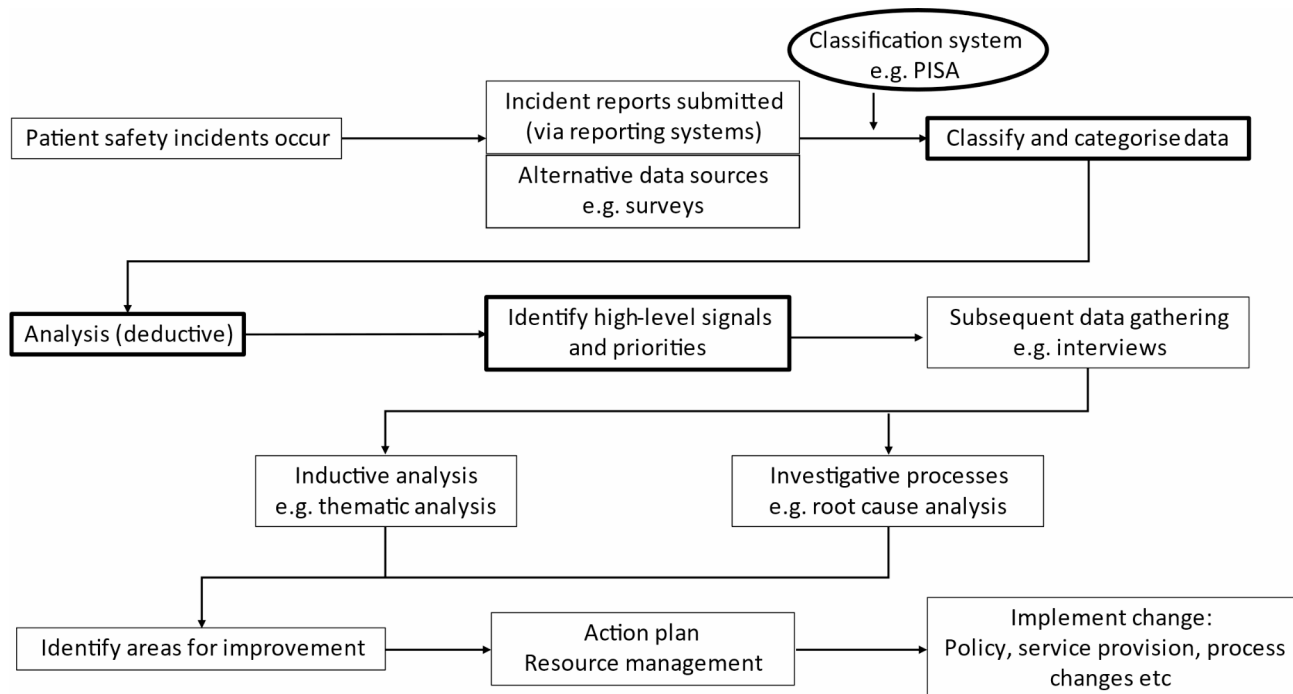 Classification system
e.g. PISA
Patient safety incidents occur
Incident reports submitted
(via reporting systems)
Classify and categorise data
Alternative data sources
e.g. surveys
Analysis (deductive)
Identify high-level signals
and priorities
Subsequent data gathering
e.g. interviews
Inductive analysis
e.g. thematic analysis
Investigative processes
e.g. root cause analysis
Identify areas for improvement
Action plan
Resource management
Implement change:
Policy, service provision, process
changes etc